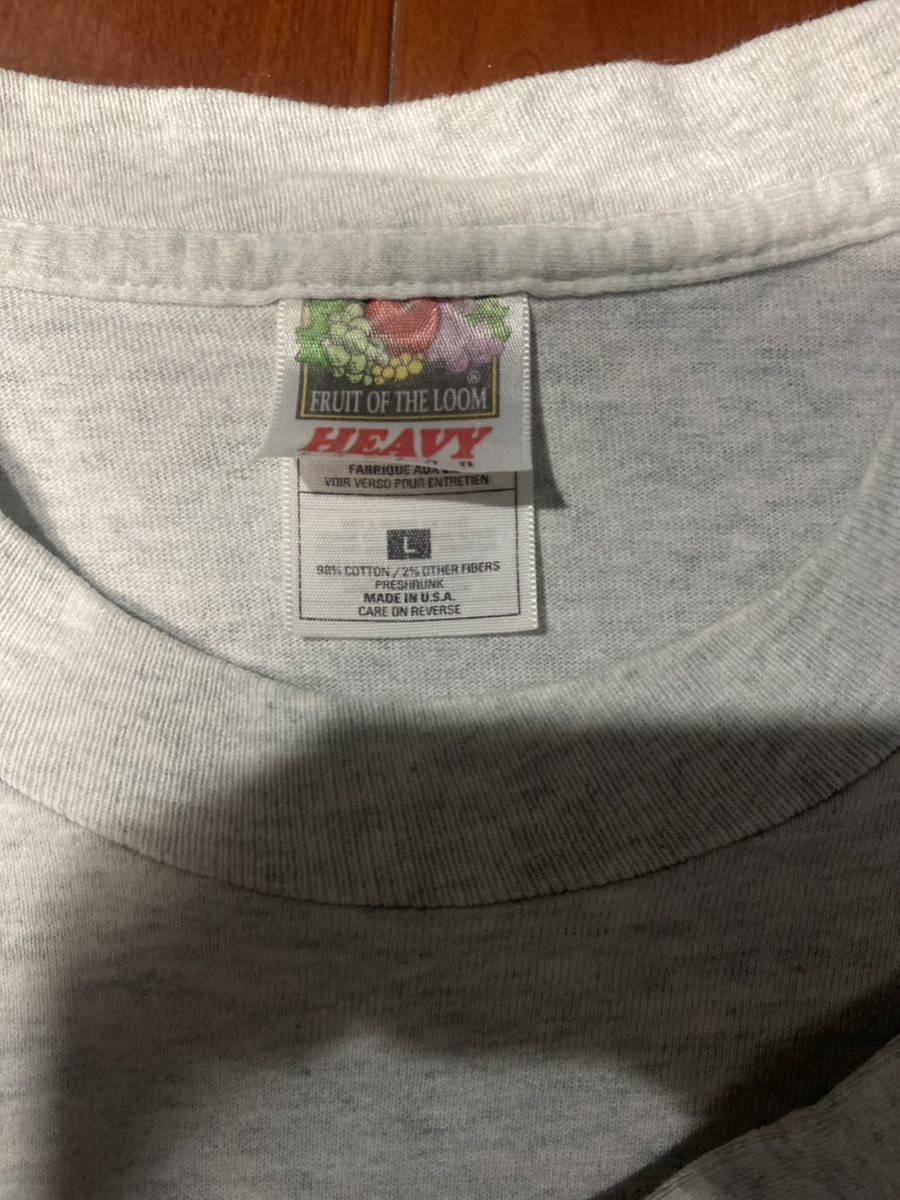 ®
FRUIT OF THE LOOM
HEAVY
FABRIQUE AUX
VOIR VERSO POUR ENTRETIEN
L
98% COTTON / 2% OTHER FIBERS
PRESHRUNK
MADE IN U.S.A.
CARE ON REVERSE